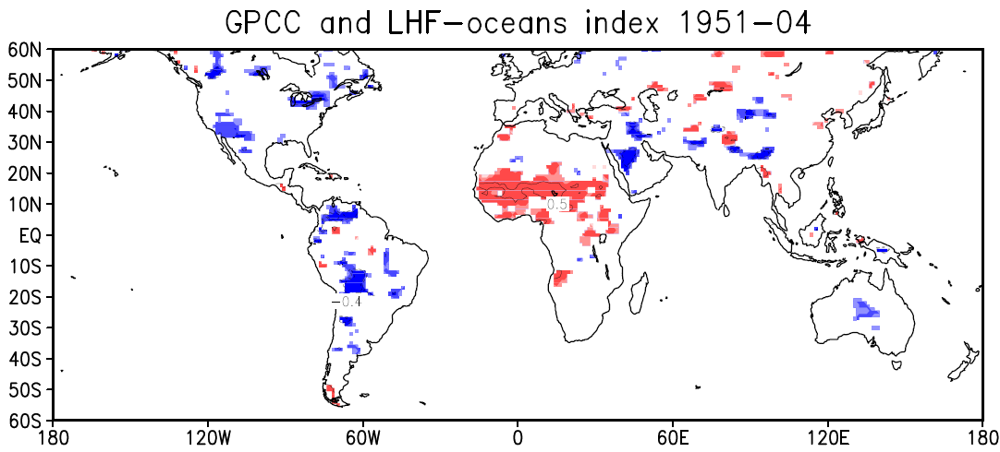 GPCC and LHF-oceans index 1951-04
60N
50N
40N
30N
20N
10N
0.5
EQ
10S
20S
-0.4
30S
40S
50S
60S
180 120W 60W 0 60E 120E 180